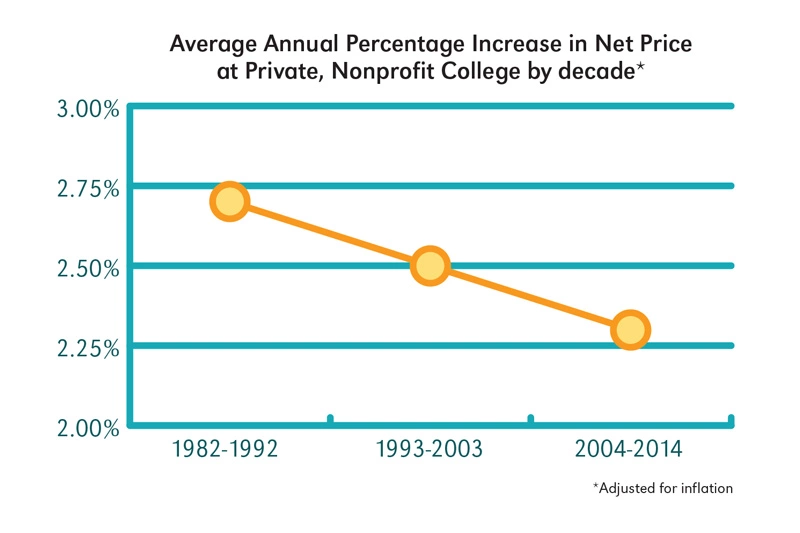 Average Annual Percentage Increase in Net Price
at Private, Nonprofit College by decade*
3.00%
2.75%
2.50%
2.25%
2.00%
1982-1992 1993-2003 2004-2014
*Adjusted for inflation